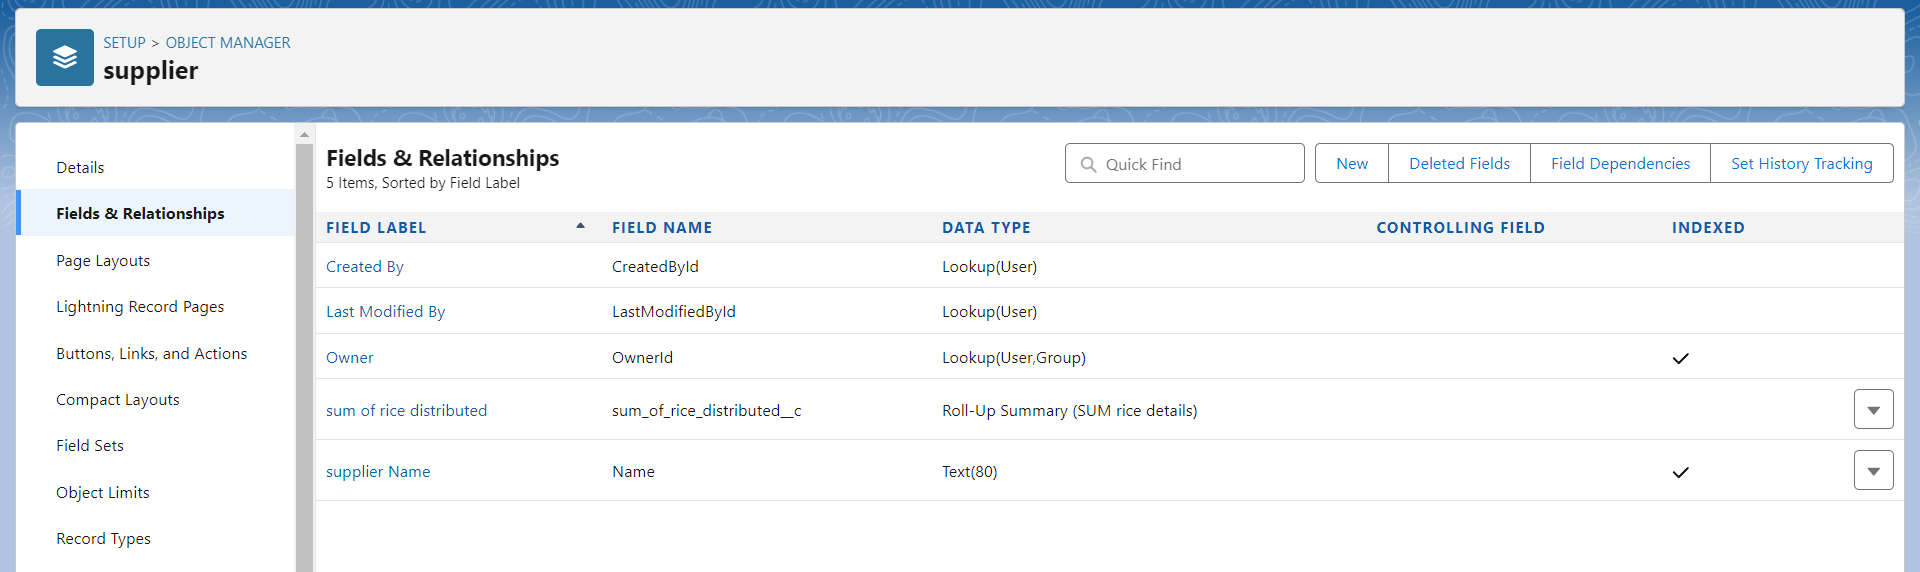 SETUP > OBJECT MANAGER
supplier
Details
Fields & Relationships
Page Layouts
Lightning Record Pages
Buttons, Links, and Actions
Compact Layouts
Field Sets
Object Limits
Record Types
Fields & Relationships
5 Items, Sorted by Field Label
Quick Find
New Deleted Fields Field Dependencies Set History Tracking
FIELD LABEL FIELD NAME DATA TYPE CONTROLLING FIELD INDEXED
Created By CreatedById Lookup(User)
Last Modified By LastModifiedById Lookup(User)
Owner OwnerId Lookup(User,Group)
sum of rice distributed sum_of_rice_distributed__c Roll-Up Summary (SUM rice details)
supplier Name Name Text(80)